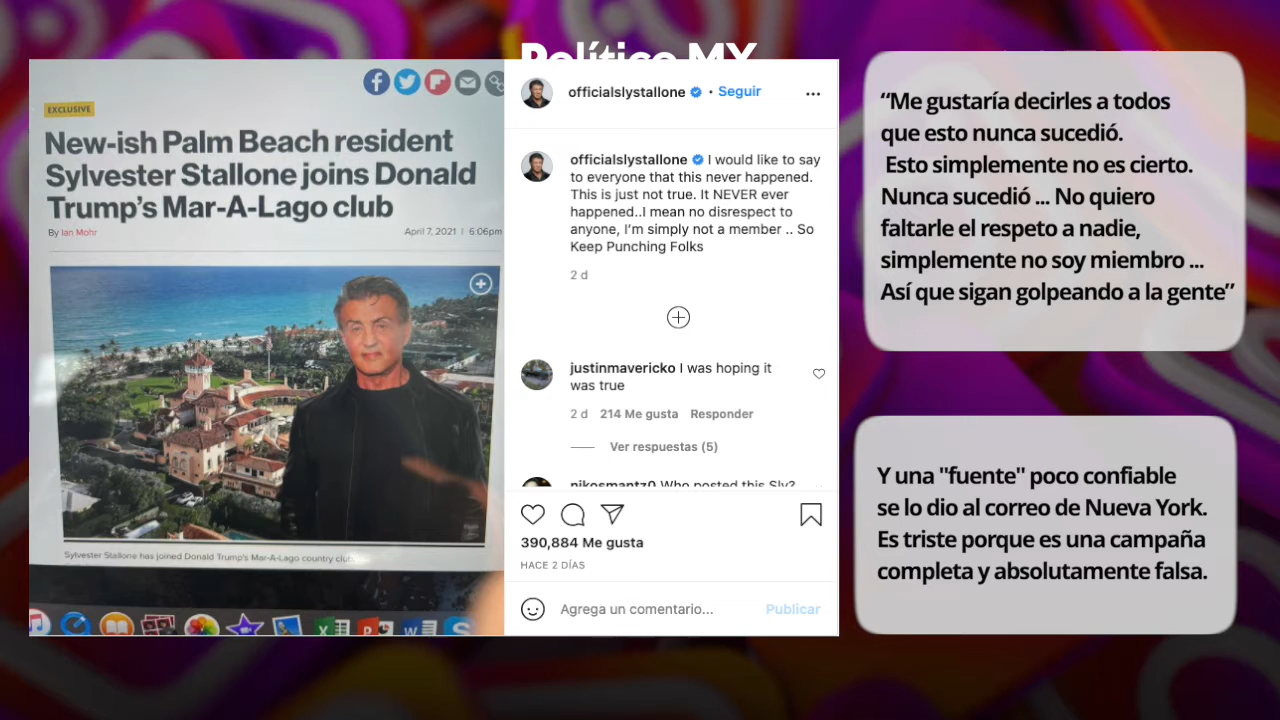 Político MX
EXCLUSIVE
New-ish Palm Beach resident
Sylvester Stallone joins Donald
Trump's Mar-A-Lago club
By Ian Mohr
April 7, 2021 | 6:06pm
Sylvester Stallone has joined Donald Trump's Mar-A-Lago country club.
officialslystallone • Seguir
officialslystallone I would like to say
to everyone that this never happened.
This is just not true. It NEVER ever
happened..I mean no disrespect to
anyone, I'm simply not a member .. So
Keep Punching Folks
2 d
justinmavericko I was hoping it
was true
2 d 214 Me gusta Responder
Ver respuestas (5)
nikosmantz0 Who posted this Sly?
390,884 Me gusta
HACE 2 DÍAS
Agrega un comentario... Publicar
“Me gustaría decirles a todos
que esto nunca sucedió.
Esto simplemente no es cierto.
Nunca sucedió ... No quiero
faltarle el respeto a nadie,
simplemente no soy miembro ...
Así que sigan golpeando a la gente”
Y una "fuente" poco confiable
se lo dio al correo de Nueva York.
Es triste porque es una campaña
completa y absolutamente falsa.